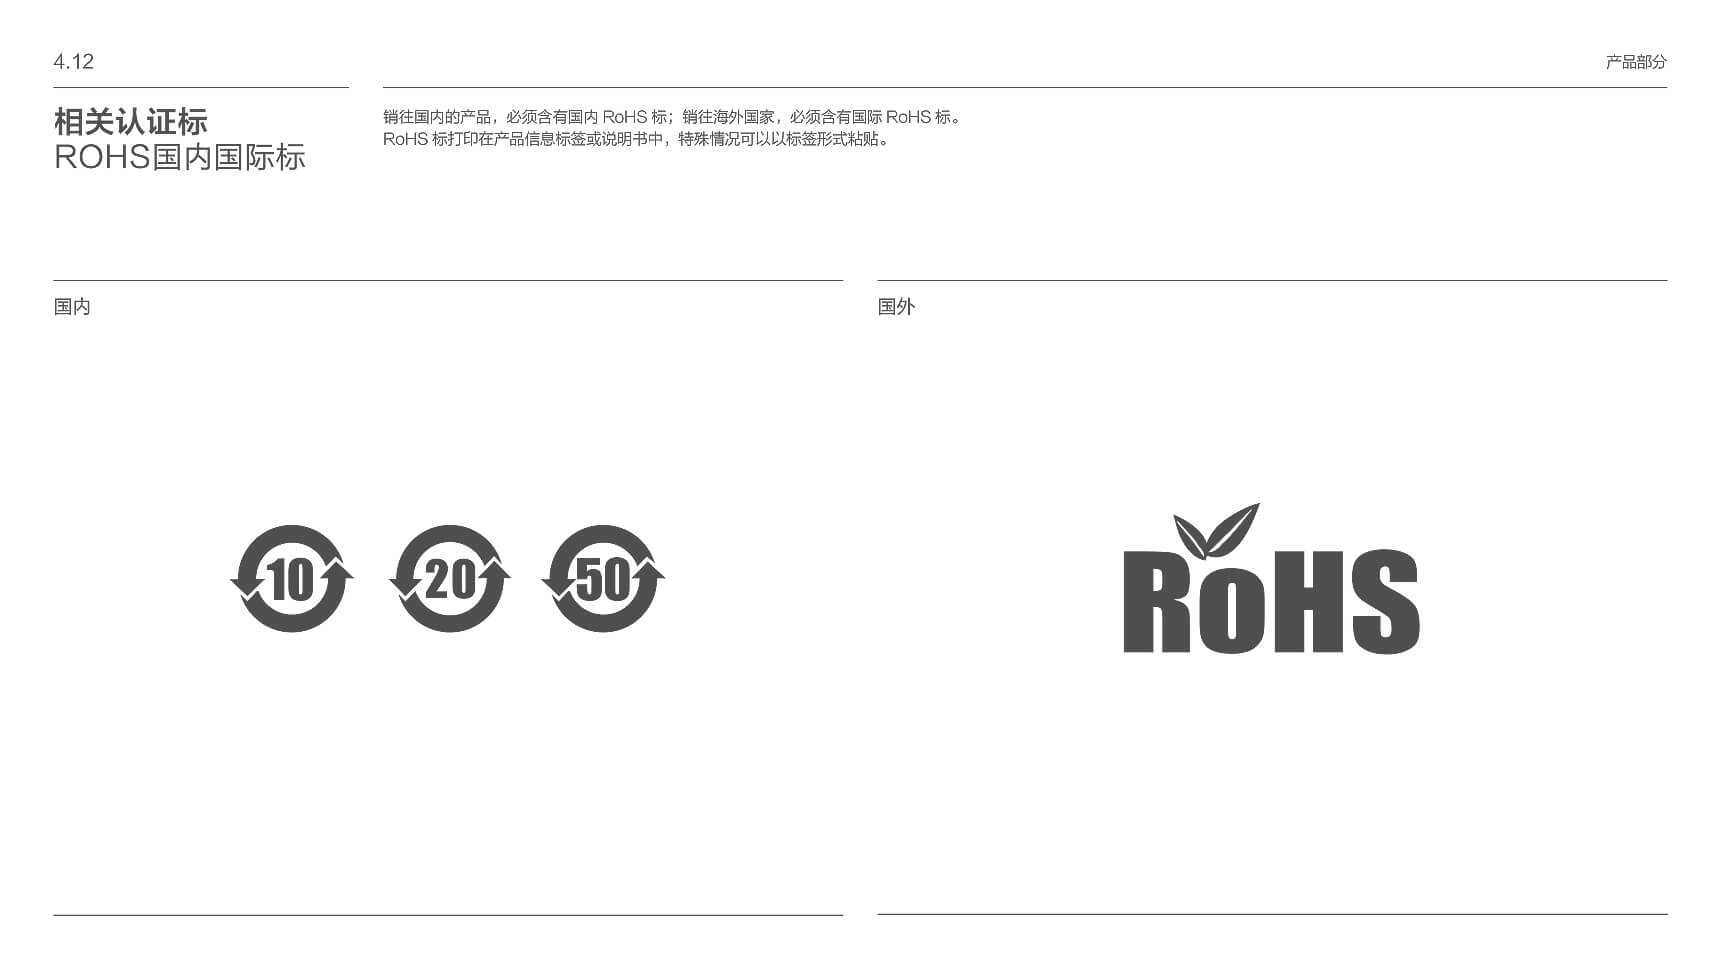 4.12
产品部分
相关认证标
ROHS国内国际标
销往国内的产品，必须含有国内 RoHS 标；销往海外国家，必须含有国际 RoHS 标。
RoHS 标打印在产品信息标签或说明书中，特殊情况可以以标签形式粘贴。
国内
国外
10 20 50
RoHS